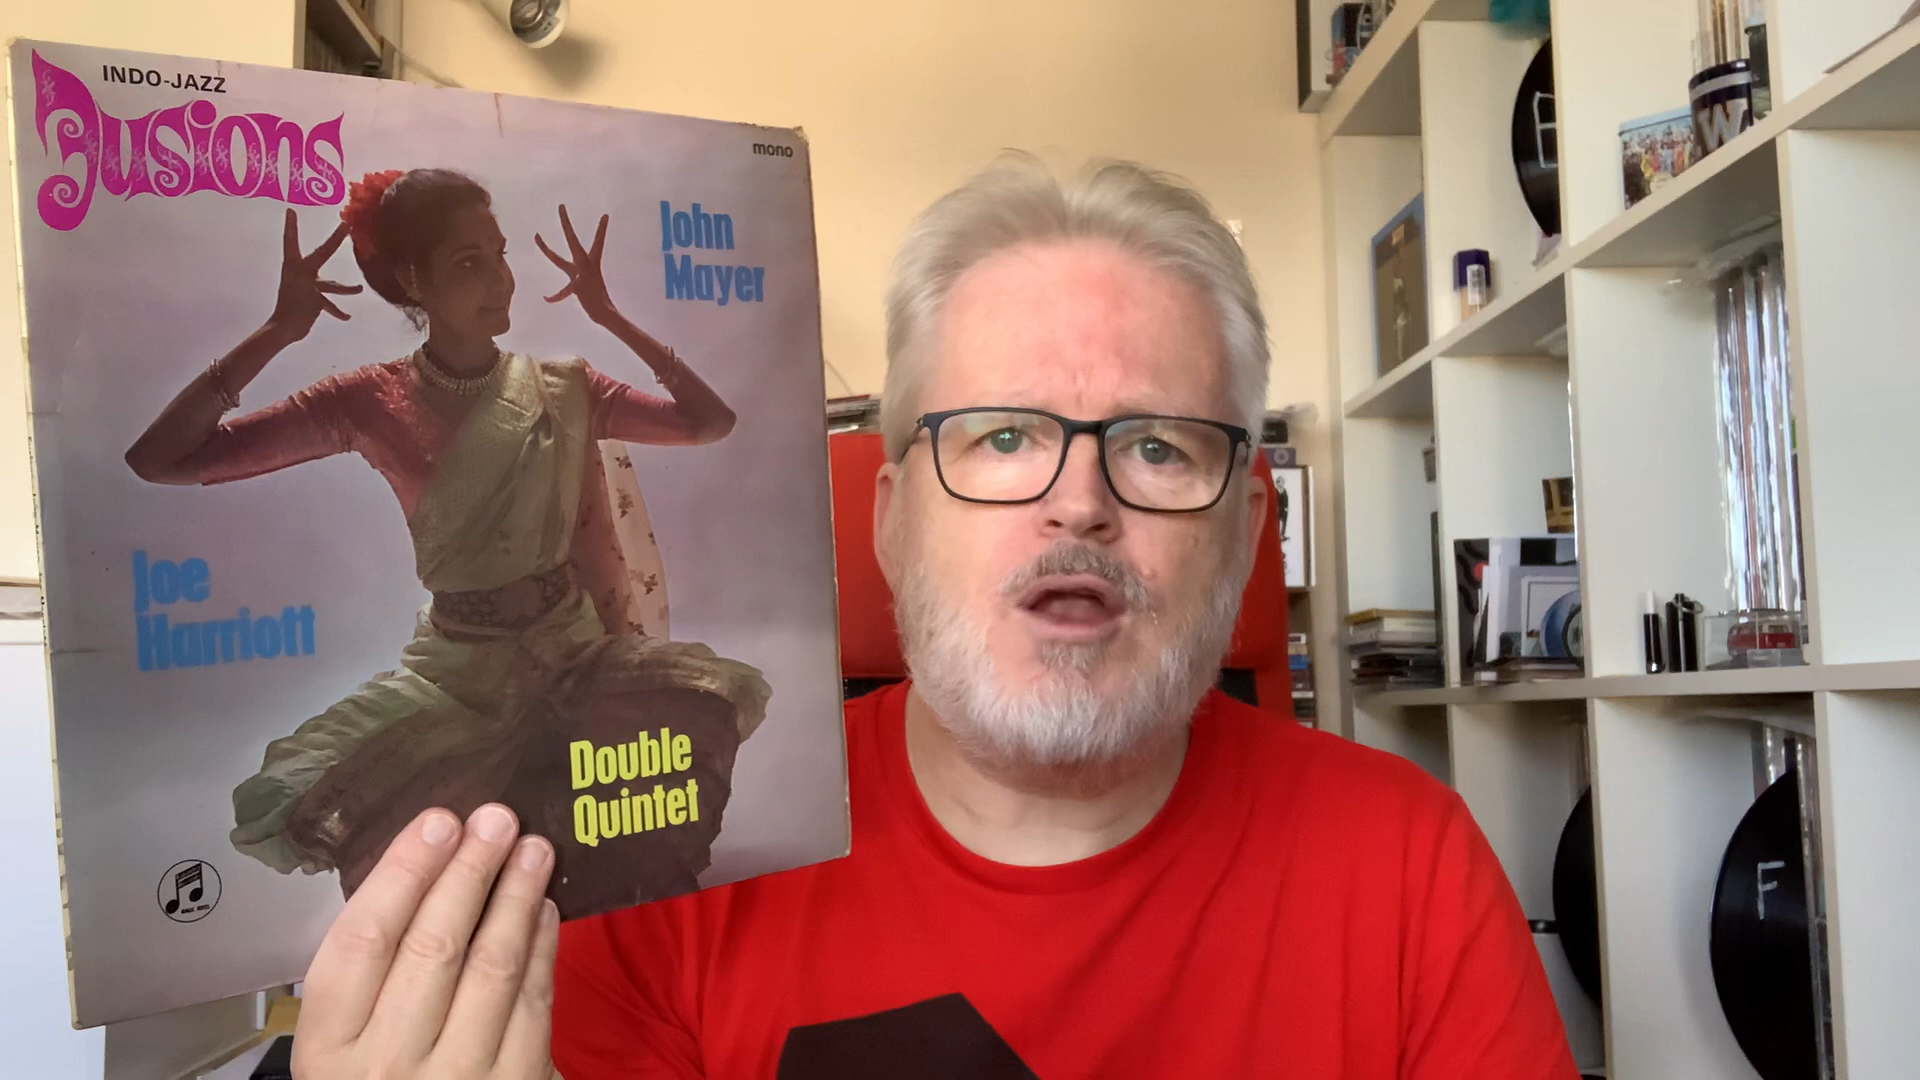 INDO-JAZZ
Fusions
mono
John
Mayer
Joe
Harriott
Double
Quintet
W
F